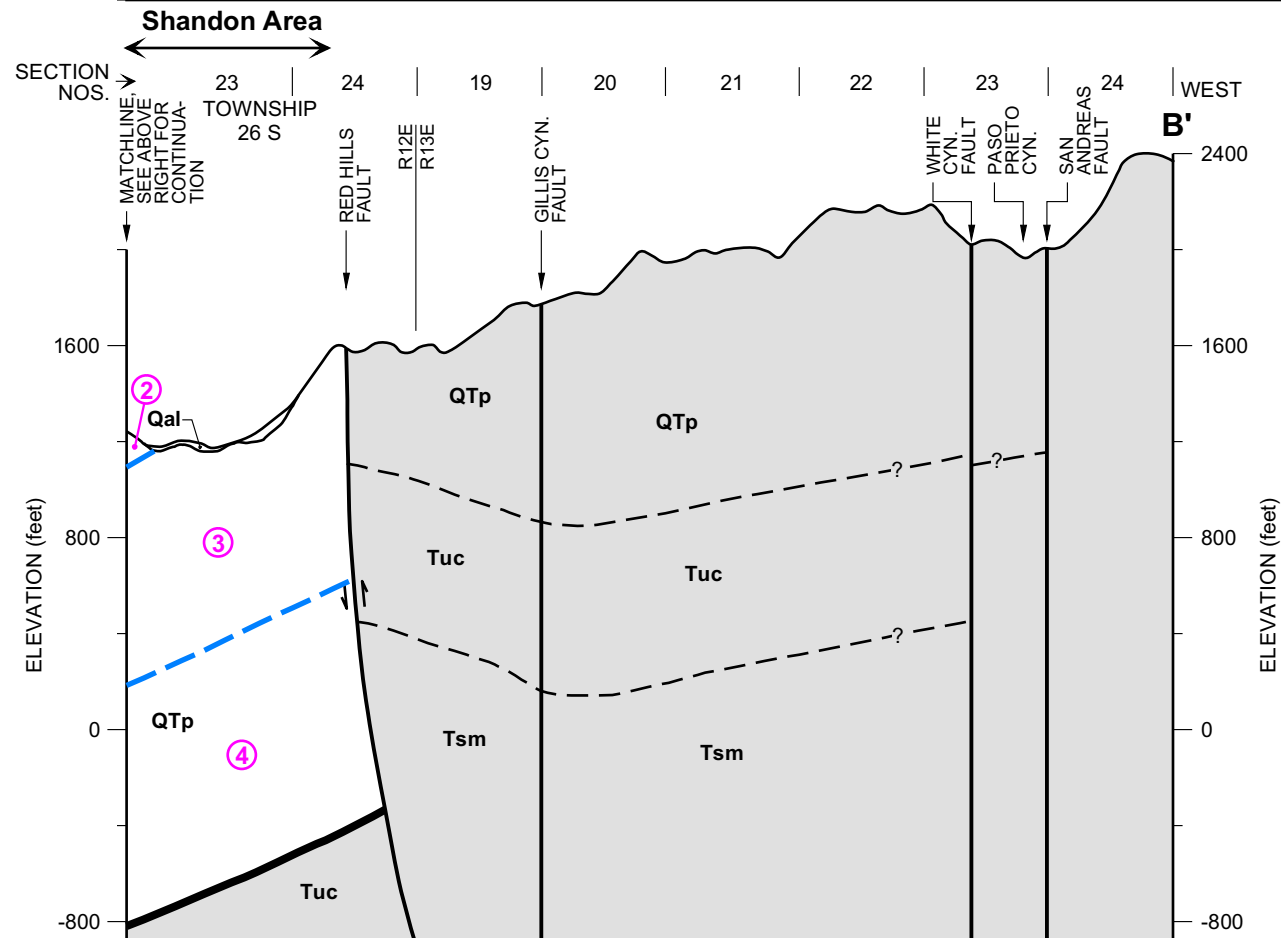 Shandon Area
SECTION
NOS.
23
24
19
20
21
22
23
24
WEST
TOWNSHIP
26 S
MATCHLINE,
SEE ABOVE
RIGHT FOR
CONTINUA-
TION
RED HILLS
FAULT
R12E
R13E
GILLIS CYN.
FAULT
WHITE
CYN.
FAULT
PASO
PRIETO
CYN.
SAN
ANDREAS
FAULT
B'
2400
1600
1600
2
Qal
QTp
QTp
?
?
ELEVATION (feet)
800
3
Tuc
Tuc
800
ELEVATION (feet)
?
QTp
0
4
Tsm
Tsm
0
Tuc
-800
-800